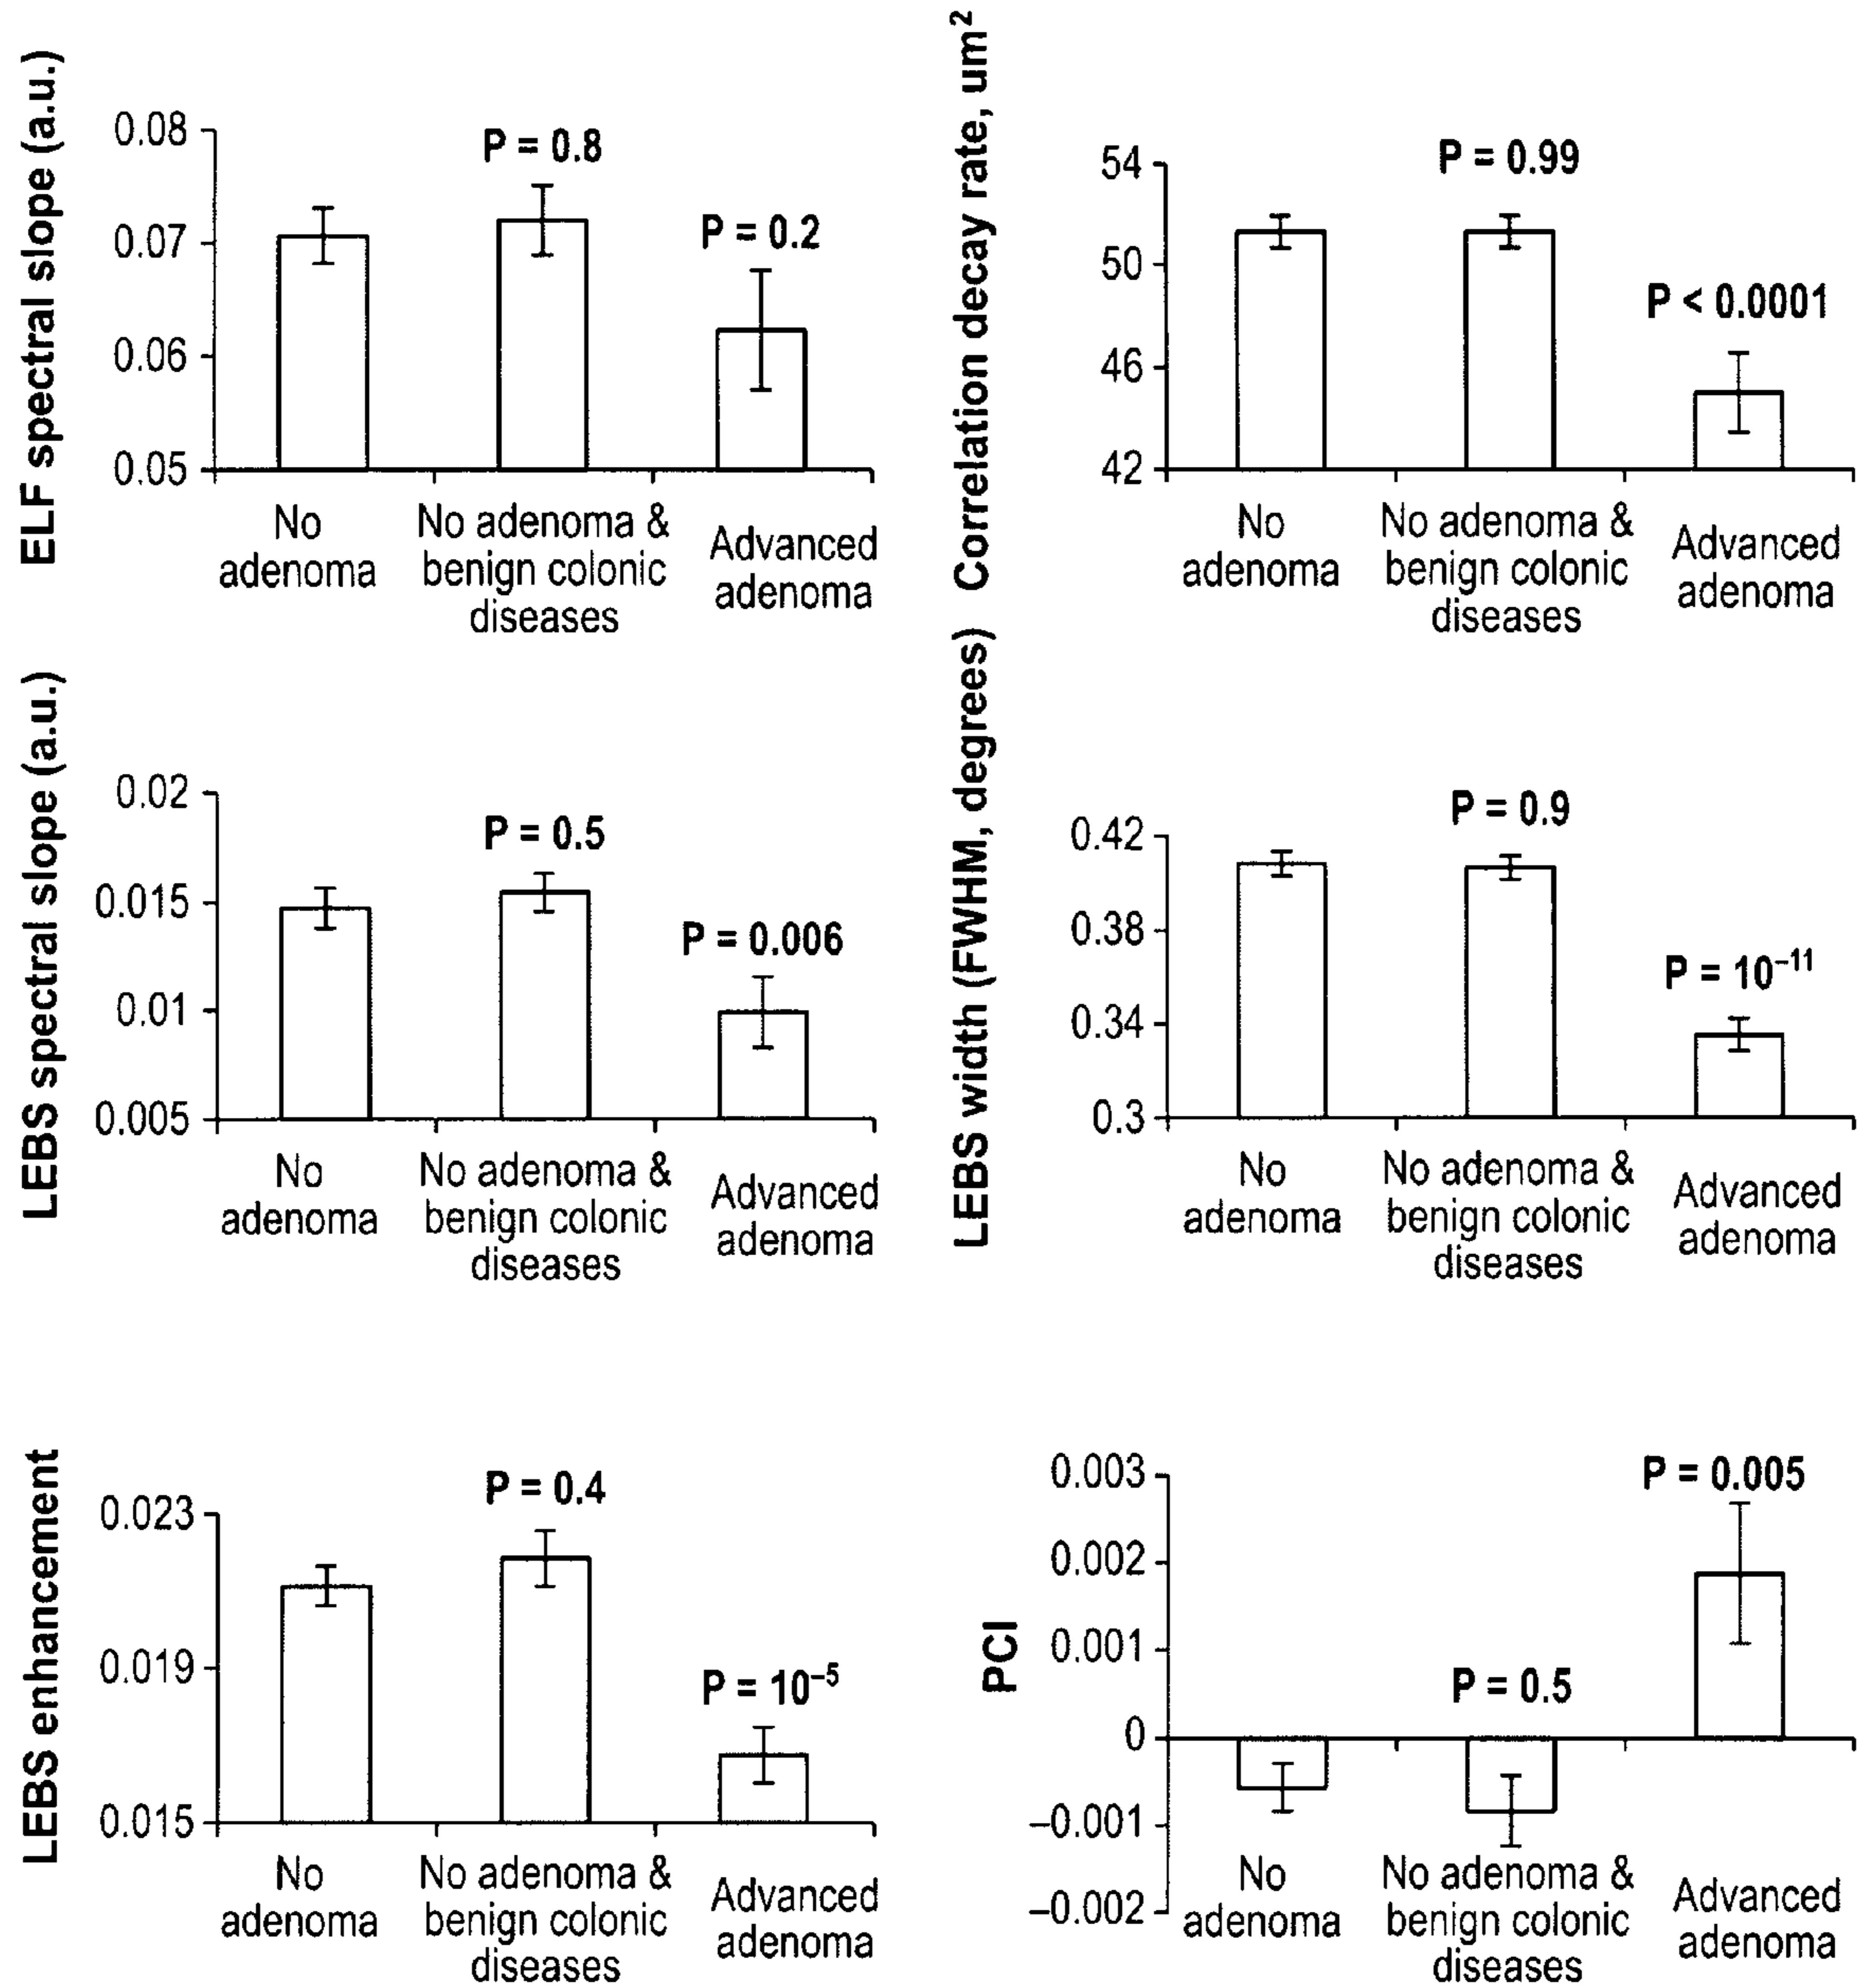 ELF spectral slope (a.u.)
0.08
0.07
0.06
0.05
P = 0.8
P = 0.2
No
adenoma
No adenoma &
benign colonic
diseases
Advanced
adenoma
Correlation decay rate, um²
54
50
46
42
P = 0.99
P < 0.0001
No
adenoma
No adenoma &
benign colonic
diseases
Advanced
adenoma
LEBS spectral slope (a.u.)
0.02
0.015
0.01
0.005
P = 0.5
P = 0.006
No
adenoma
No adenoma &
benign colonic
diseases
Advanced
adenoma
LEBS width (FWHM, degrees)
0.42
0.38
0.34
0.3
P = 0.9
P = 10⁻¹¹
No
adenoma
No adenoma &
benign colonic
diseases
Advanced
adenoma
LEBS enhancement
0.023
0.019
0.015
P = 0.4
P = 10⁻⁵
No
adenoma
No adenoma &
benign colonic
diseases
Advanced
adenoma
PCI
0.003
0.002
0.001
0
−0.001
−0.002
P = 0.5
P = 0.005
No
adenoma
No adenoma &
benign colonic
diseases
Advanced
adenoma